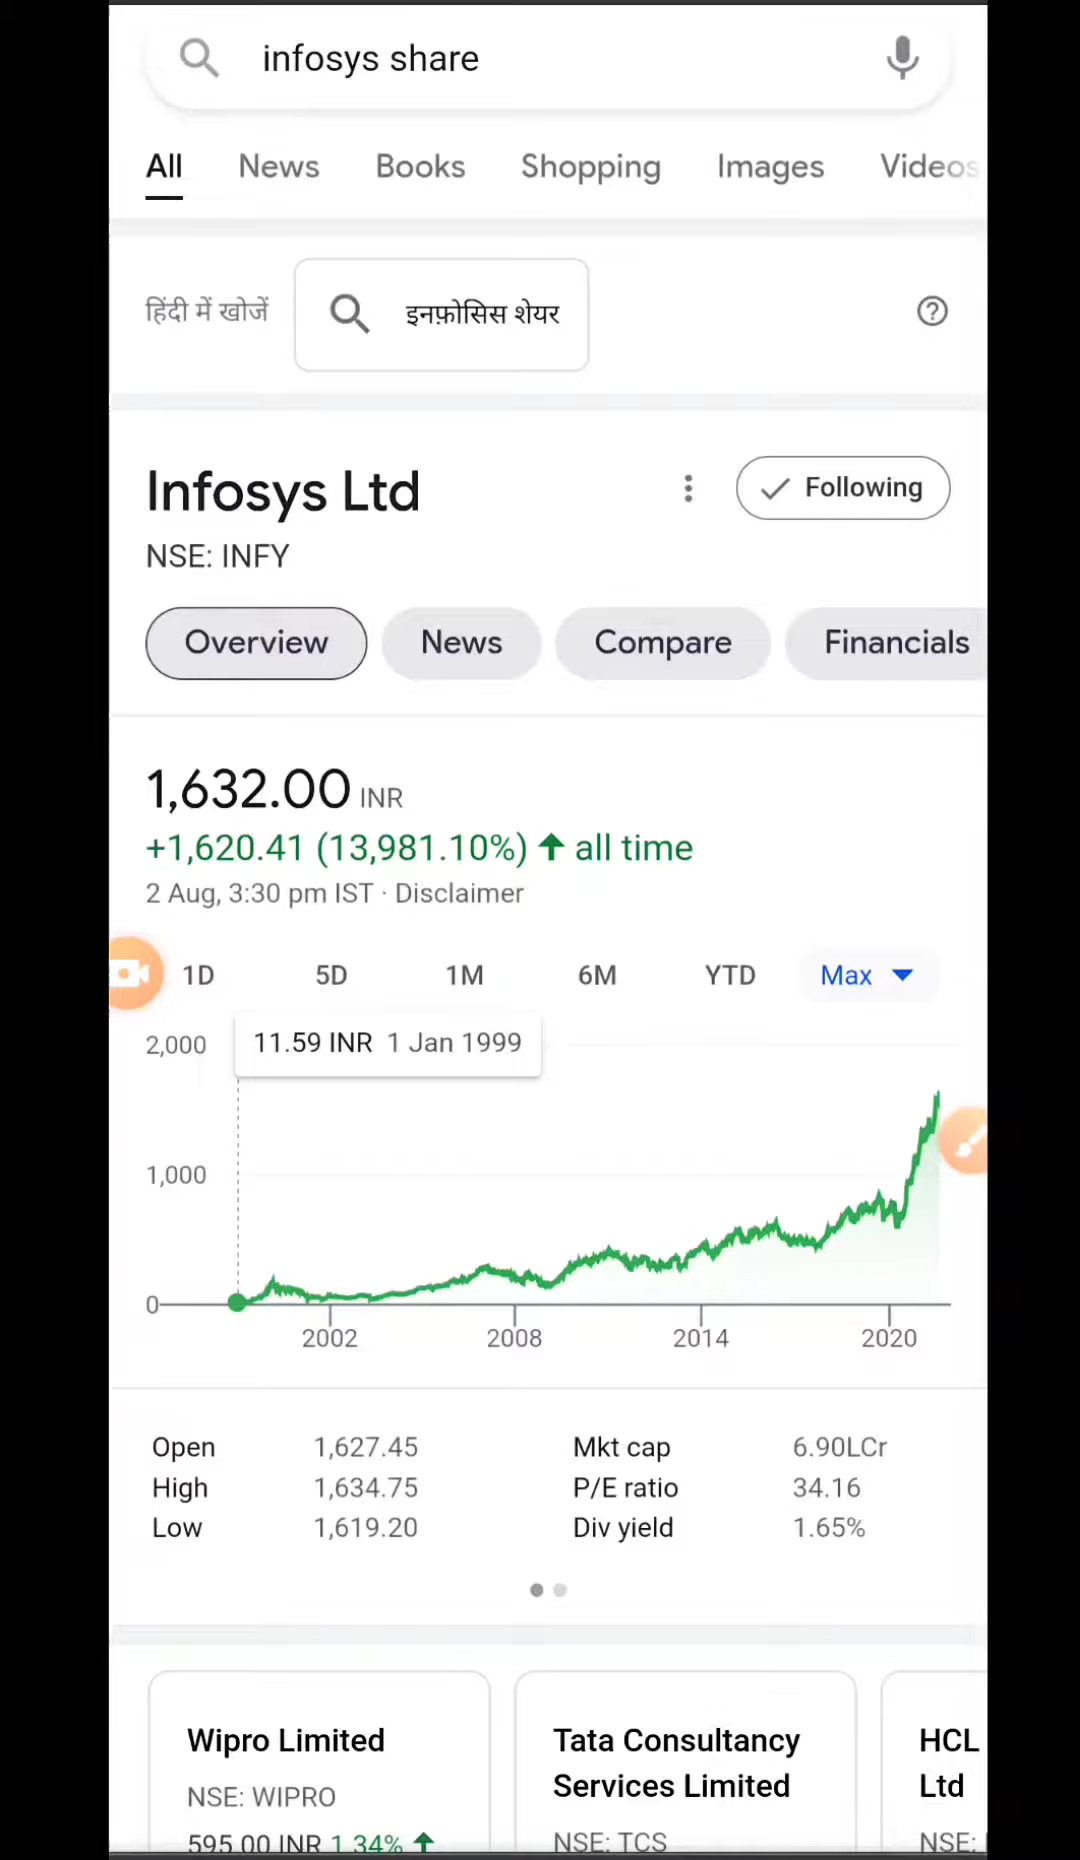 infosys share
All News Books Shopping Images Videos
हिंदी में खोजें इनफ़ोसिस शेयर
Infosys Ltd
Following
NSE: INFY
Overview News Compare Financials
1,632.00 INR
+1,620.41 (13,981.10%) ↑ all time
2 Aug, 3:30 pm IST · Disclaimer
1D 5D 1M 6M YTD Max
11.59 INR 1 Jan 1999
2,000
1,000
0
2002 2008 2014 2020
Open 1,627.45 Mkt cap 6.90LCr
High 1,634.75 P/E ratio 34.16
Low 1,619.20 Div yield 1.65%
Wipro Limited
NSE: WIPRO
595.00 INR 1.34% ↑
Tata Consultancy
Services Limited
NSE: TCS
HCL
Ltd
NSE: